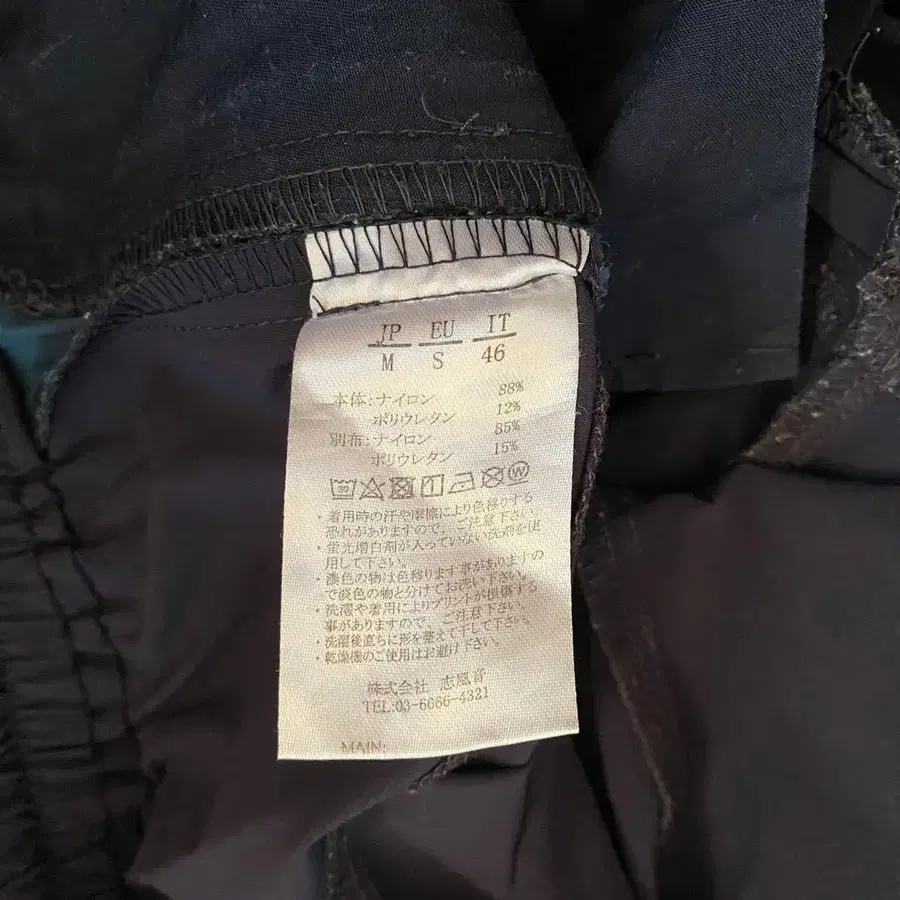 JP EU IT
M S 46
本体:ナイロン 88%
ポリウレタン 12%
別布:ナイロン 85%
ポリウレタン 15%
・着用時の汗や摩擦により色移りする
恐れがありますので、ご注意下さい。
・蛍光増白剤が入っていない洗剤を使
用して下さい。
・濃色の物は色移ります事がありますの
で淡色の物と分けてお洗い下さい。
・洗濯や着用によりプリントが損傷する
事がありますので、ご注意下さい。
・洗濯後直ちに形を整えて干して下さい。
・乾燥機のご使用はお避け下さい。
株式会社 志風音
TEL:03-6666-4321
MAIN: